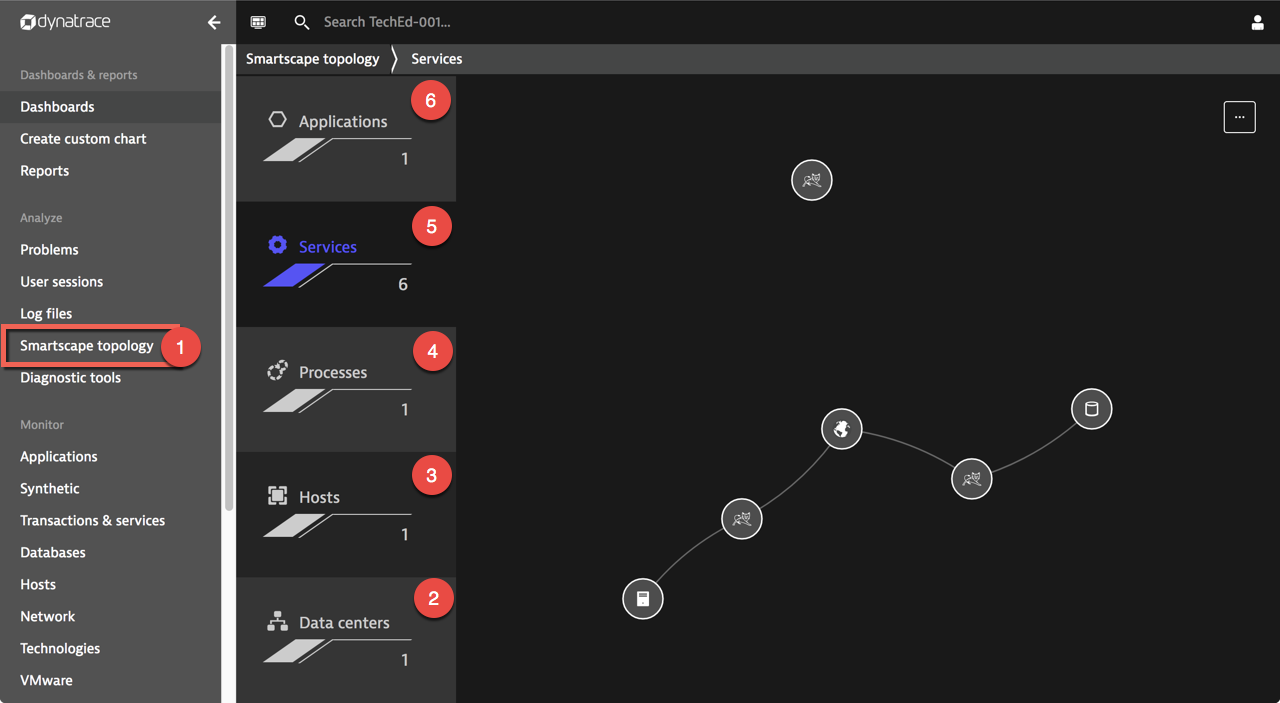 dynatrace
Search TechEd-001...
Smartscape topology
Services
Dashboards & reports
Dashboards
Create custom chart
Reports
Analyze
Problems
User sessions
Log files
Smartscape topology
1
Diagnostic tools
Monitor
Applications
Synthetic
Transactions & services
Databases
Hosts
Network
Technologies
VMware
6
Applications
1
5
Services
6
4
Processes
1
3
Hosts
1
2
Data centers
1
...